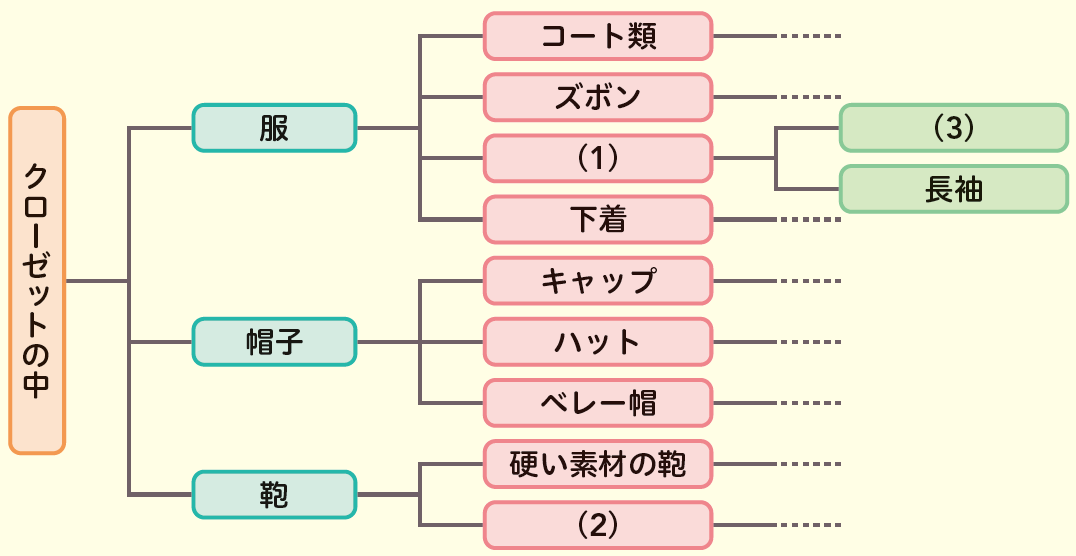 クローゼットの中
服
コート類
ズボン
（1）
（3）
長袖
下着
帽子
キャップ
ハット
ベレー帽
鞄
硬い素材の鞄
（2）